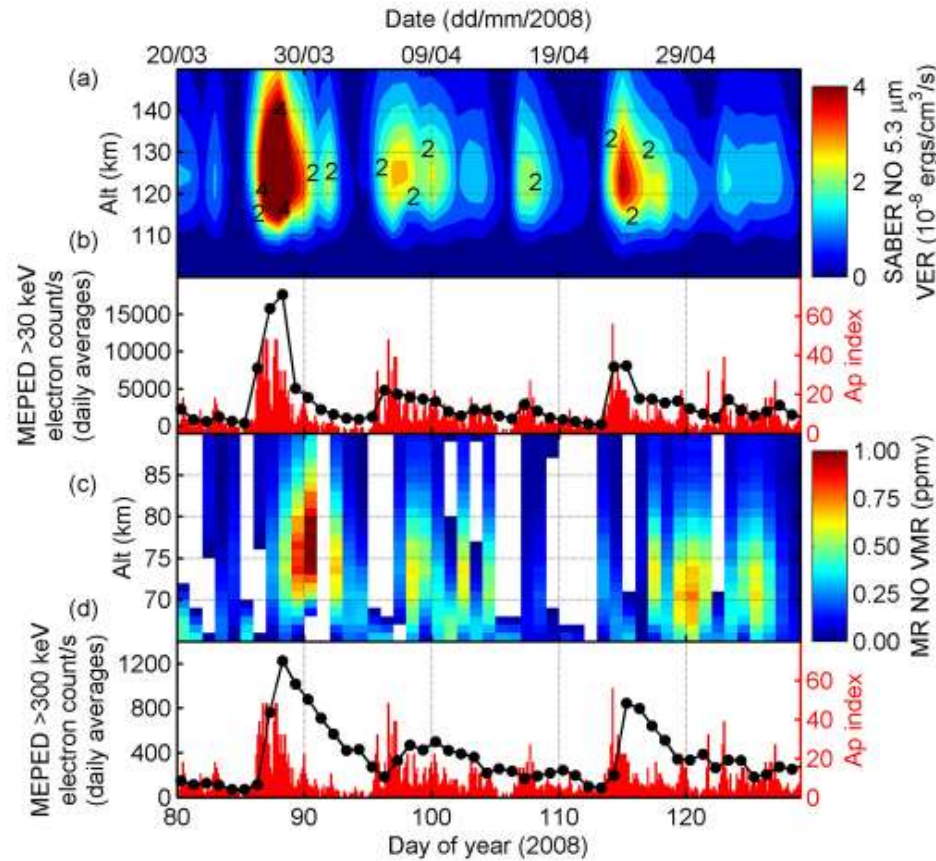 Date (dd/mm/2008)
20/03 30/03 09/04 19/04 29/04
(a)
140
130
120
110
Alt (km)
4 2 2 2 2 2 2
4 2 4 2 2 2 2
4
2
0
SABER NO 5.3 µm
VER (10⁻⁸ ergs/cm³/s)
(b)
15000
10000
5000
0
MEPED >30 keV
electron count/s
(daily averages)
60
40
20
0
Ap index
(c)
85
80
75
70
Alt (km)
1.00
0.75
0.50
0.25
0.00
MR NO VMR (ppmv)
(d)
1200
800
400
0
MEPED >300 keV
electron count/s
(daily averages)
60
40
20
0
Ap index
80 90 100 110 120
Day of year (2008)